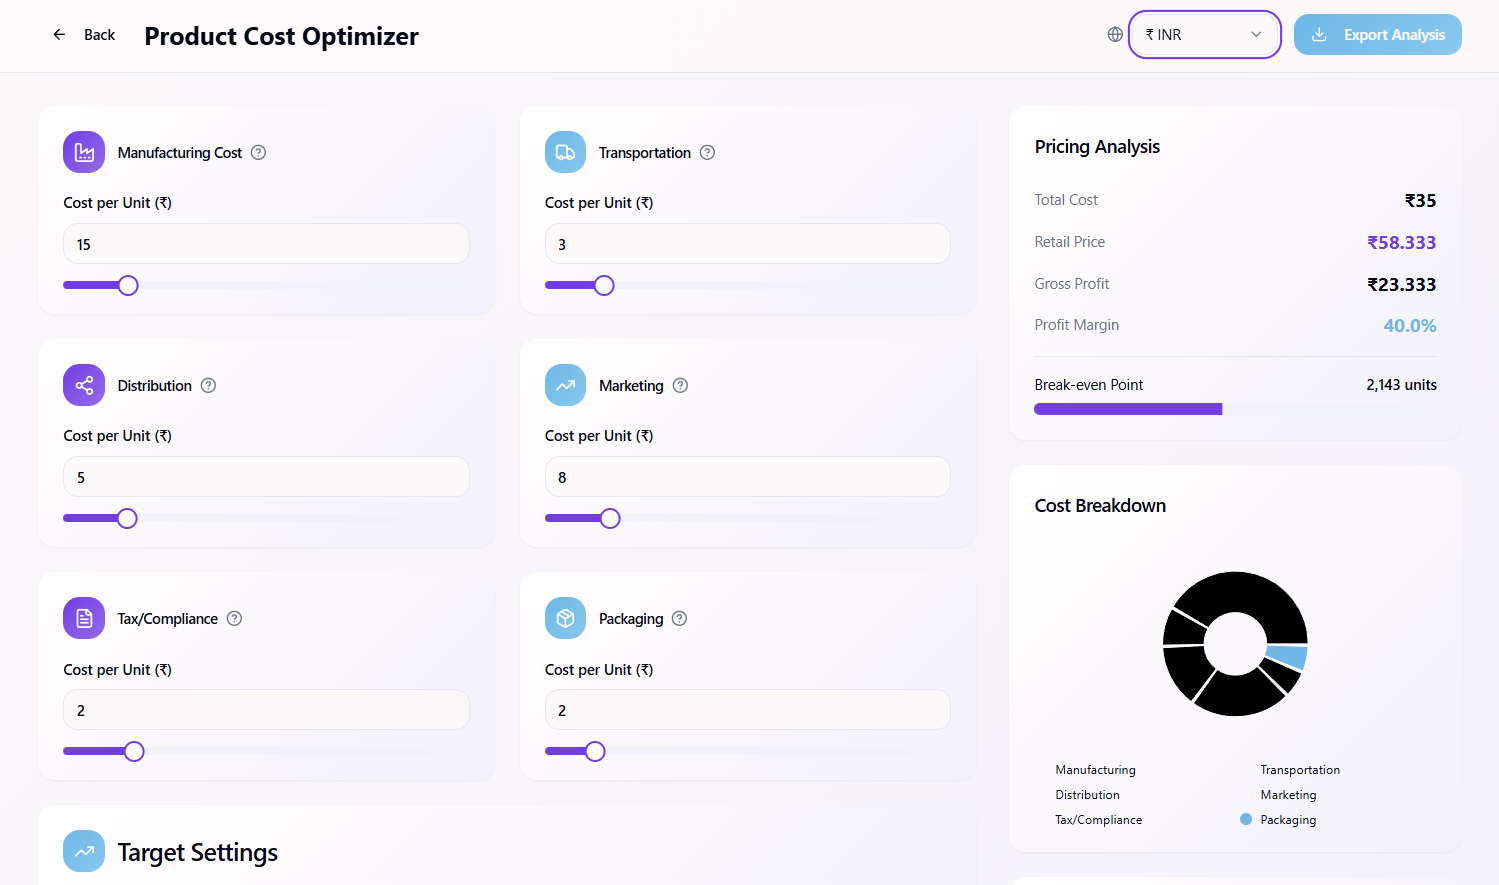 Back
Product Cost Optimizer
₹ INR
Export Analysis
Manufacturing Cost
Cost per Unit (₹)
15
Transportation
Cost per Unit (₹)
3
Distribution
Cost per Unit (₹)
5
Marketing
Cost per Unit (₹)
8
Tax/Compliance
Cost per Unit (₹)
2
Packaging
Cost per Unit (₹)
2
Target Settings
Pricing Analysis
Total Cost ₹35
Retail Price ₹58.333
Gross Profit ₹23.333
Profit Margin 40.0%
Break-even Point 2,143 units
Cost Breakdown
Manufacturing Transportation
Distribution Marketing
Tax/Compliance Packaging